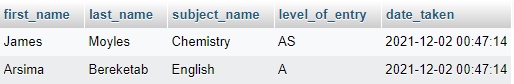 first_name last_name subject_name level_of_entry date_taken
James Moyles Chemistry AS 2021-12-02 00:47:14
Arsima Bereketab English A 2021-12-02 00:47:14